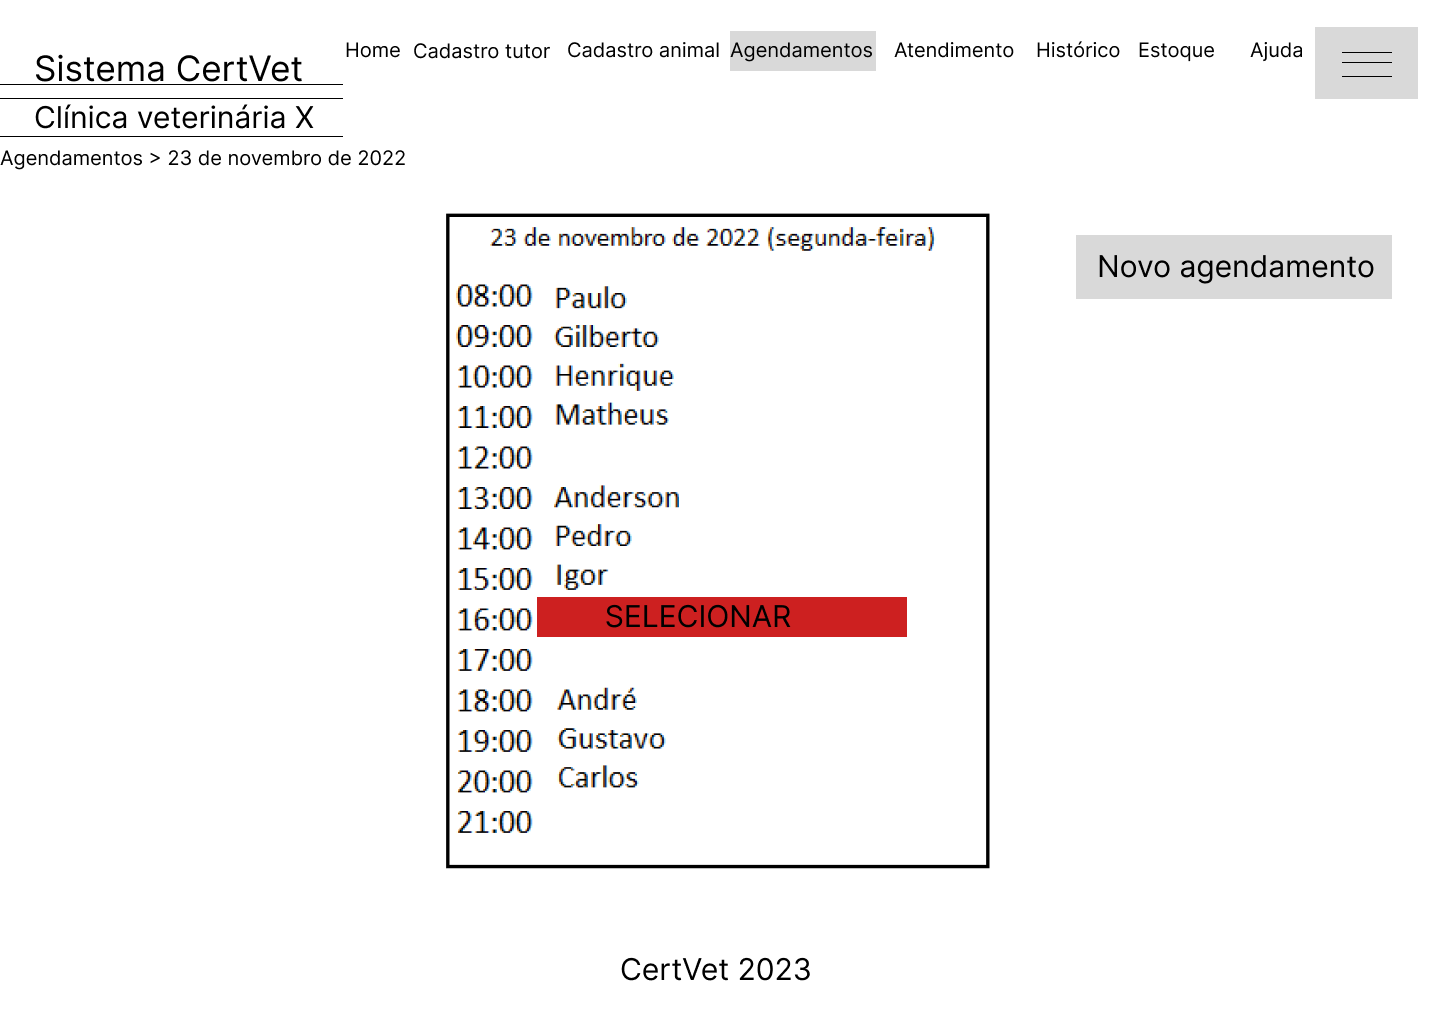 Sistema CertVet
Home Cadastro tutor Cadastro animal Agendamentos Atendimento Histórico Estoque Ajuda
Clínica veterinária X
Agendamentos > 23 de novembro de 2022
23 de novembro de 2022 (segunda-feira)
Novo agendamento
08:00 Paulo
09:00 Gilberto
10:00 Henrique
11:00 Matheus
12:00
13:00 Anderson
14:00 Pedro
15:00 Igor
16:00 SELECIONAR
17:00
18:00 André
19:00 Gustavo
20:00 Carlos
21:00
CertVet 2023